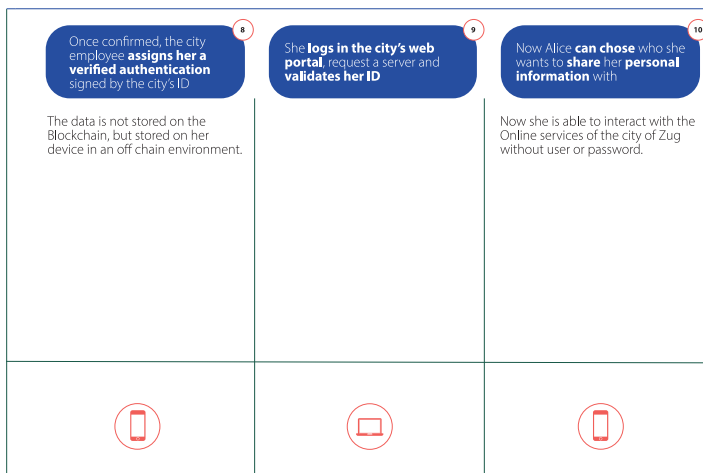 8
Once confirmed, the city
employee assigns her a
verified authentication
signed by the city's ID
The data is not stored on the
Blockchain, but stored on her
device in an off chain environment.
9
She logs in the city's web
portal, request a server and
validates her ID
10
Now Alice can chose who she
wants to share her personal
information with
Now she is able to interact with the
Online services of the city of Zug
without user or password.